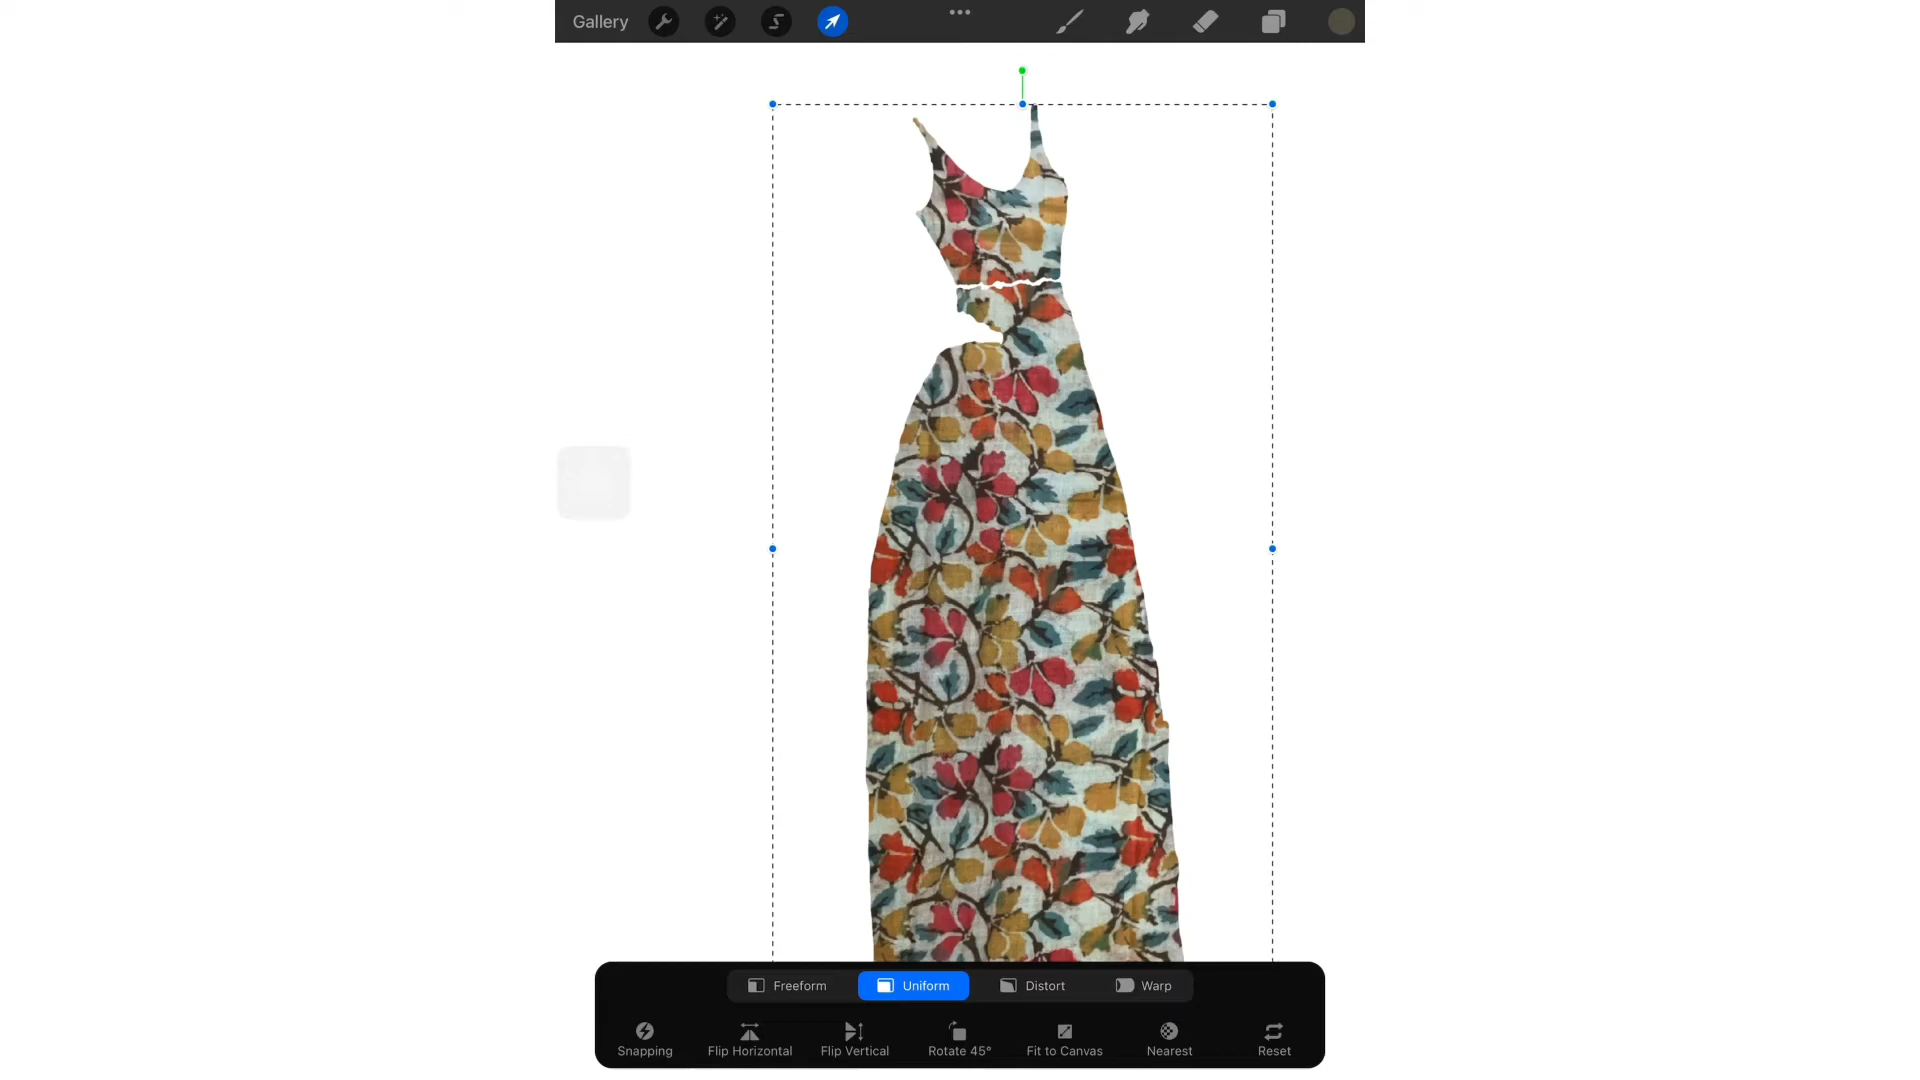 Gallery
Freeform Uniform Distort Warp
Snapping Flip Horizontal Flip Vertical Rotate 45° Fit to Canvas Nearest Reset